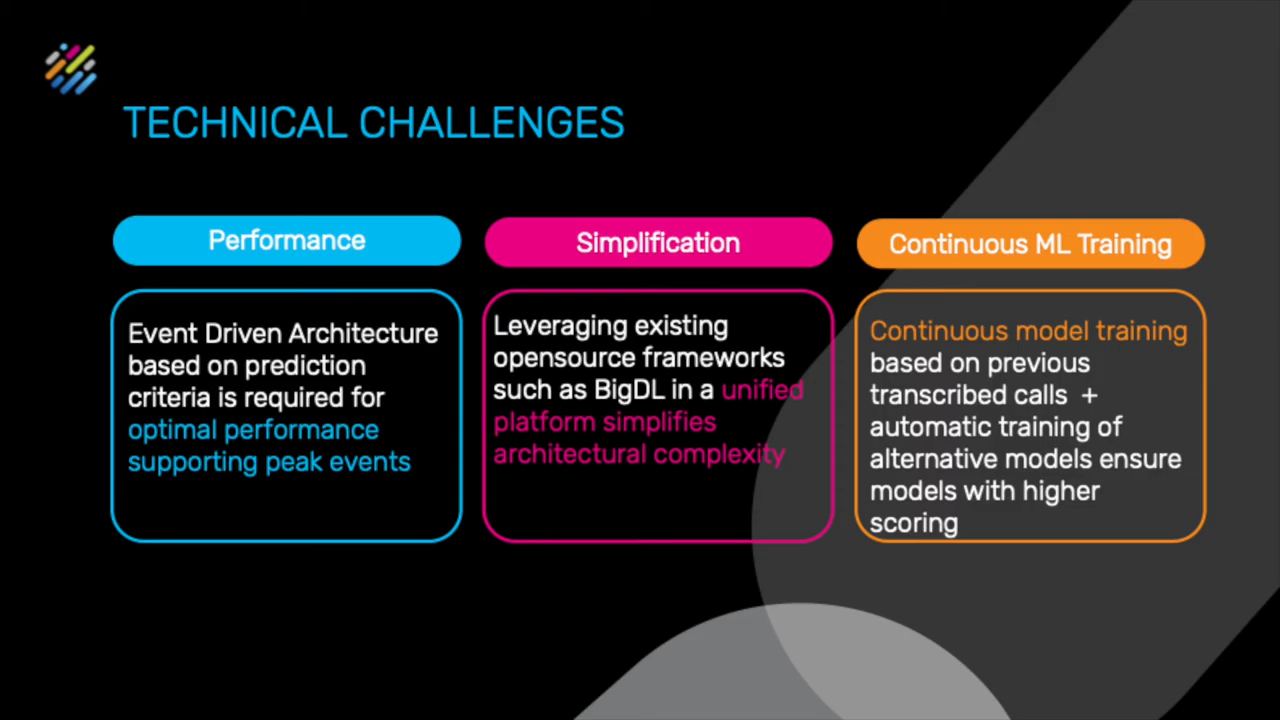 TECHNICAL CHALLENGES
Performance
Event Driven Architecture
based on prediction
criteria is required for
optimal performance
supporting peak events
Simplification
Leveraging existing
opensource frameworks
such as BigDL in a unified
platform simplifies
architectural complexity
Continuous ML Training
Continuous model training
based on previous
transcribed calls +
automatic training of
alternative models ensure
models with higher
scoring